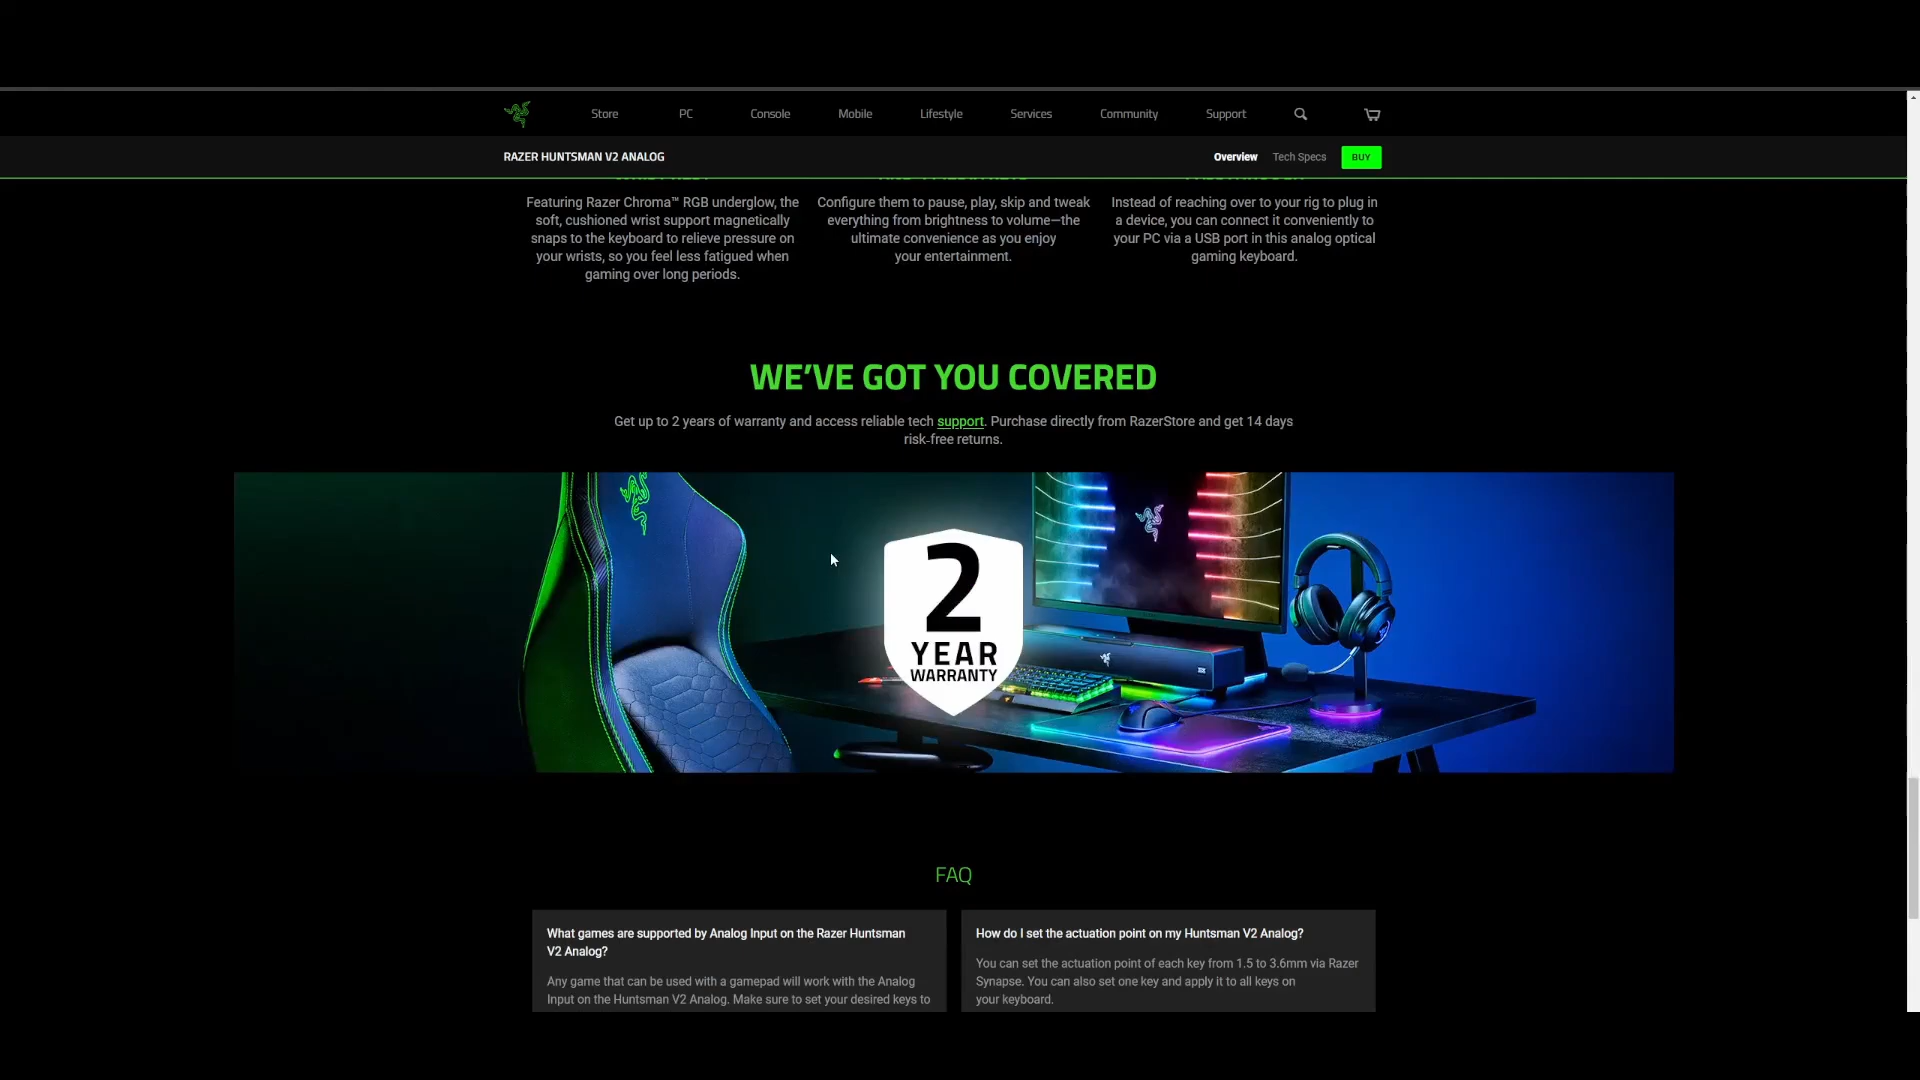 Store PC Console Mobile Lifestyle Services Community Support
RAZER HUNTSMAN V2 ANALOG
Overview Tech Specs BUY
Featuring Razer Chroma™ RGB underglow, the
soft, cushioned wrist support magnetically
snaps to the keyboard to relieve pressure on
your wrists, so you feel less fatigued when
gaming over long periods.
Configure them to pause, play, skip and tweak
everything from brightness to volume—the
ultimate convenience as you enjoy
your entertainment.
Instead of reaching over to your rig to plug in
a device, you can connect it conveniently to
your PC via a USB port in this analog optical
gaming keyboard.
WE'VE GOT YOU COVERED
Get up to 2 years of warranty and access reliable tech support. Purchase directly from RazerStore and get 14 days
risk-free returns.
2
YEAR
WARRANTY
FAQ
What games are supported by Analog Input on the Razer Huntsman
V2 Analog?
Any game that can be used with a gamepad will work with the Analog
Input on the Huntsman V2 Analog. Make sure to set your desired keys to
How do I set the actuation point on my Huntsman V2 Analog?
You can set the actuation point of each key from 1.5 to 3.6mm via Razer
Synapse. You can also set one key and apply it to all keys on
your keyboard.